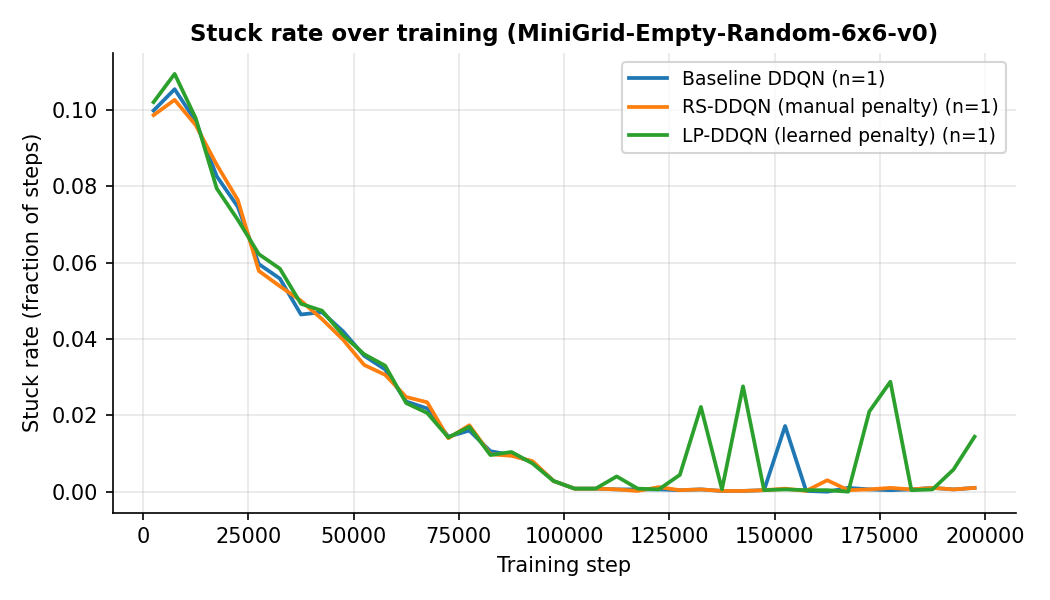 Stuck rate over training (MiniGrid-Empty-Random-6x6-v0)
Baseline DDQN (n=1)
RS-DDQN (manual penalty) (n=1)
LP-DDQN (learned penalty) (n=1)
Stuck rate (fraction of steps)
0.10
0.08
0.06
0.04
0.02
0.00
0 25000 50000 75000 100000 125000 150000 175000 200000
Training step